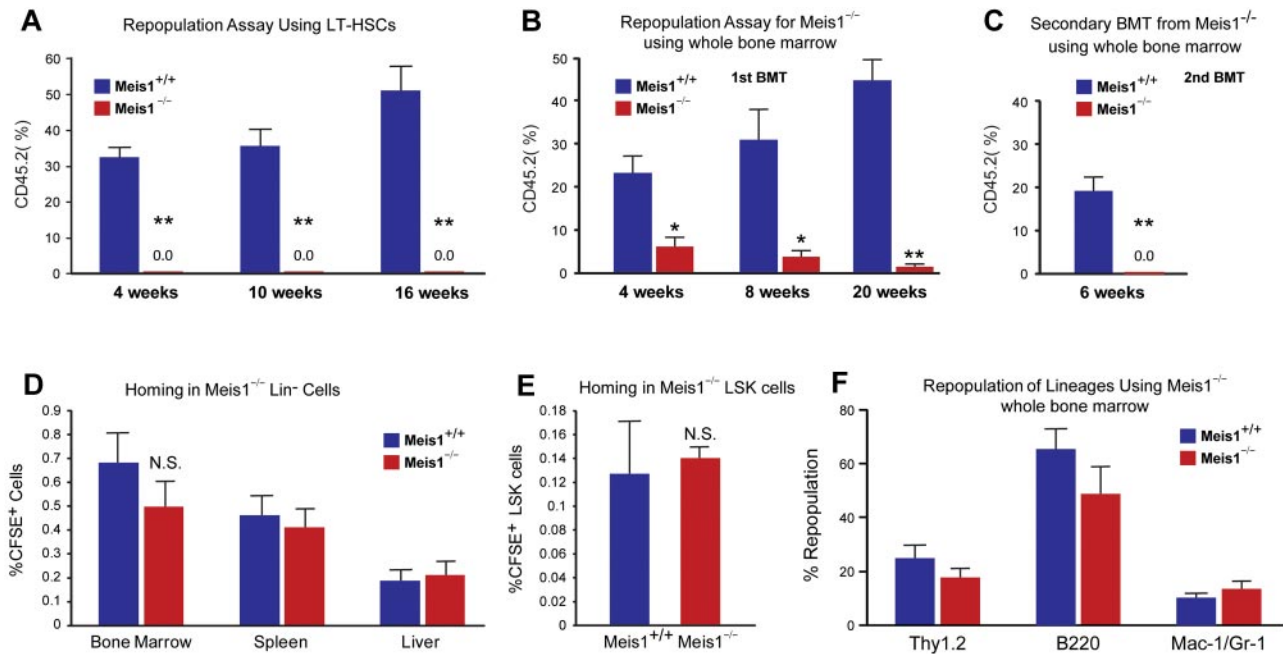 A
Repopulation Assay Using LT-HSCs
60
50
40
30
20
10
0
CD45.2( %)
Meis1+/+
Meis1−/−
**
0.0
**
0.0
**
0.0
4 weeks
10 weeks
16 weeks
B
Repopulation Assay for Meis1−/−
using whole bone marrow
1st BMT
50
40
30
20
10
0
CD45.2( %)
Meis1+/+
Meis1−/−
*
*
**
4 weeks
8 weeks
20 weeks
C
Secondary BMT from Meis1-/-
using whole bone marrow
2nd BMT
Meis1+/+
Meis1−/−
40
30
20
10
0
CD45.2( %)
**
0.0
6 weeks
D
Homing in Meis1−/− Lin- Cells
0.9
0.8
0.7
0.6
0.5
0.4
0.3
0.2
0.1
0
%CFSE+ Cells
N.S.
Meis1+/+
Meis1−/−
Bone Marrow
Spleen
Liver
E
Homing in Meis1−/− LSK cells
0.18
0.16
0.14
0.12
0.10
0.08
0.06
0.04
0.02
0
%CFSE+ LSK cells
N.S.
Meis1+/+ Meis1−/−
F
Repopulation of Lineages Using Meis1−/−
whole bone marrow
80
60
40
20
0
% Repopulation
Meis1+/+
Meis1−/−
Thy1.2
B220
Mac-1/Gr-1